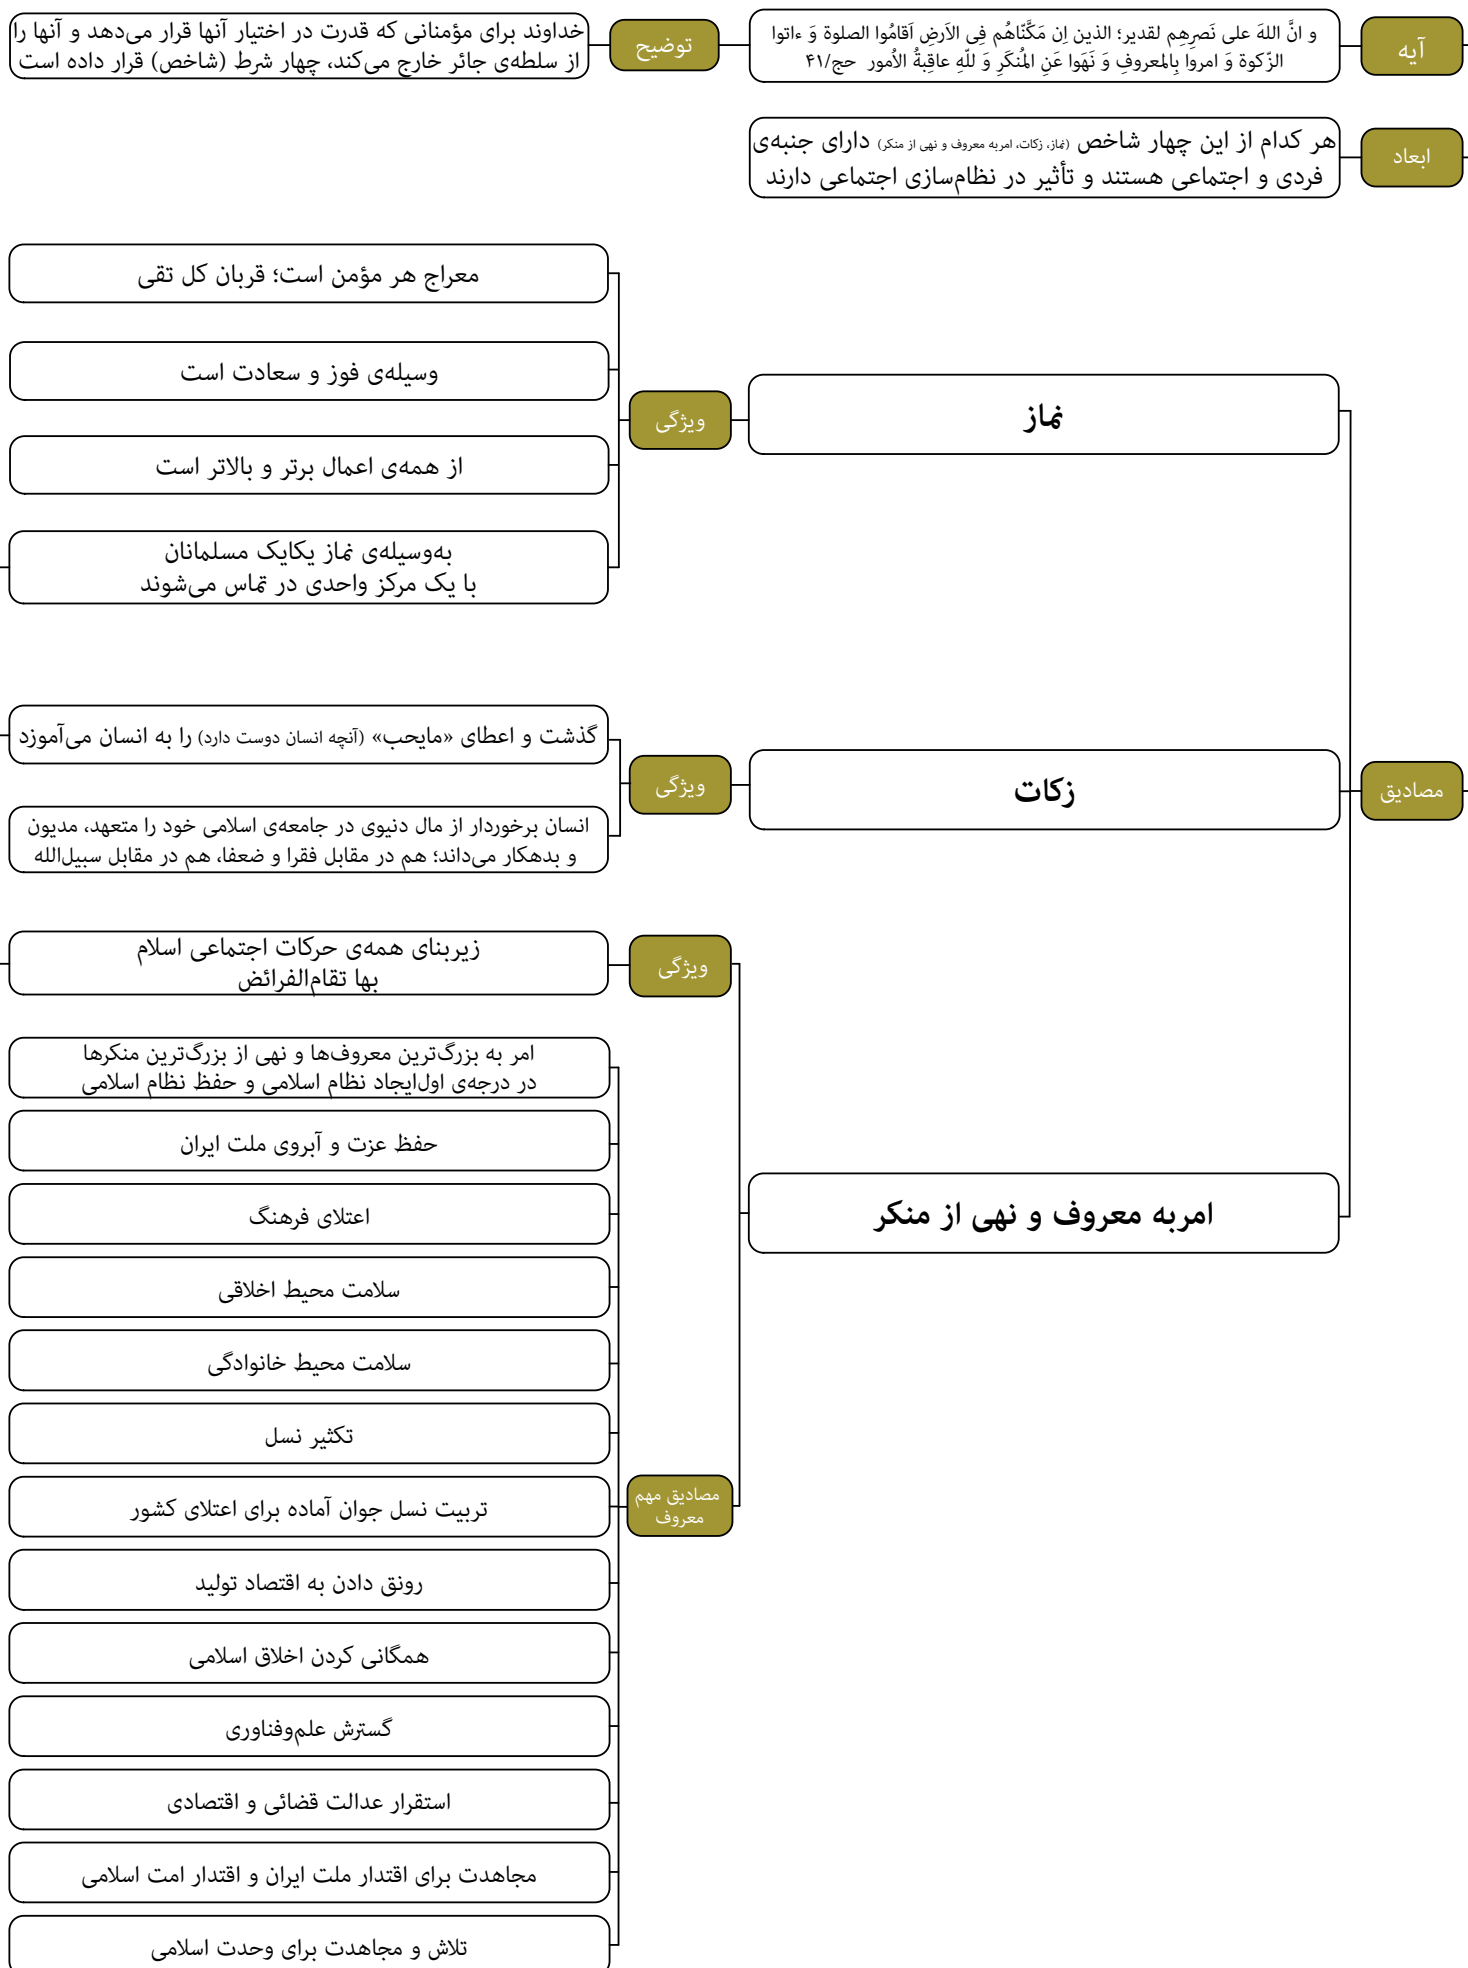 آیه
و انَّ اللهَ علی نَصرِهِم لقدیر؛ الذین اِن مَکَّنّاهُم فِی الاَرضِ اَقامُوا الصلوة وَ ءاتوا
الزّکوة وَ امروا بِالمعروفِ وَ نَهَوا عَنِ المُنکَرِ وَ للّهِ عاقِبةُ الاُمور حج/۴۱
توضیح
خداوند برای مؤمنانی که قدرت در اختیار آنها قرار می‌دهد و آنها را
از سلطه‌ی جائر خارج می‌کند، چهار شرط (شاخص) قرار داده است
ابعاد
هر کدام از این چهار شاخص (نماز، زکات، امربه معروف و نهی از منکر) دارای جنبه‌ی
فردی و اجتماعی هستند و تأثیر در نظام‌سازی اجتماعی دارند
مصادیق
نماز
ویژگی
معراج هر مؤمن است؛ قربان کل تقی
وسیله‌ی فوز و سعادت است
از همه‌ی اعمال برتر و بالاتر است
به‌وسیله‌ی نماز یکایک مسلمانان
با یک مرکز واحدی در تماس می‌شوند
زکات
ویژگی
گذشت و اعطای «مایحب» (آنچه انسان دوست دارد) را به انسان می‌آموزد
انسان برخوردار از مال دنیوی در جامعه‌ی اسلامی خود را متعهد، مدیون
و بدهکار می‌داند؛ هم در مقابل فقرا و ضعفا، هم در مقابل سبیل‌الله
امربه معروف و نهی از منکر
ویژگی
زیربنای همه‌ی حرکات اجتماعی اسلام
بها تقام‌الفرائض
مصادیق مهم
معروف
امر به بزرگ‌ترین معروف‌ها و نهی از بزرگ‌ترین منکرها
در درجه‌ی اول‌ایجاد نظام اسلامی و حفظ نظام اسلامی
حفظ عزت و آبروی ملت ایران
اعتلای فرهنگ
سلامت محیط اخلاقی
سلامت محیط خانوادگی
تکثیر نسل
تربیت نسل جوان آماده برای اعتلای کشور
رونق دادن به اقتصاد تولید
همگانی کردن اخلاق اسلامی
گسترش علم‌وفناوری
استقرار عدالت قضائی و اقتصادی
مجاهدت برای اقتدار ملت ایران و اقتدار امت اسلامی
تلاش و مجاهدت برای وحدت اسلامی